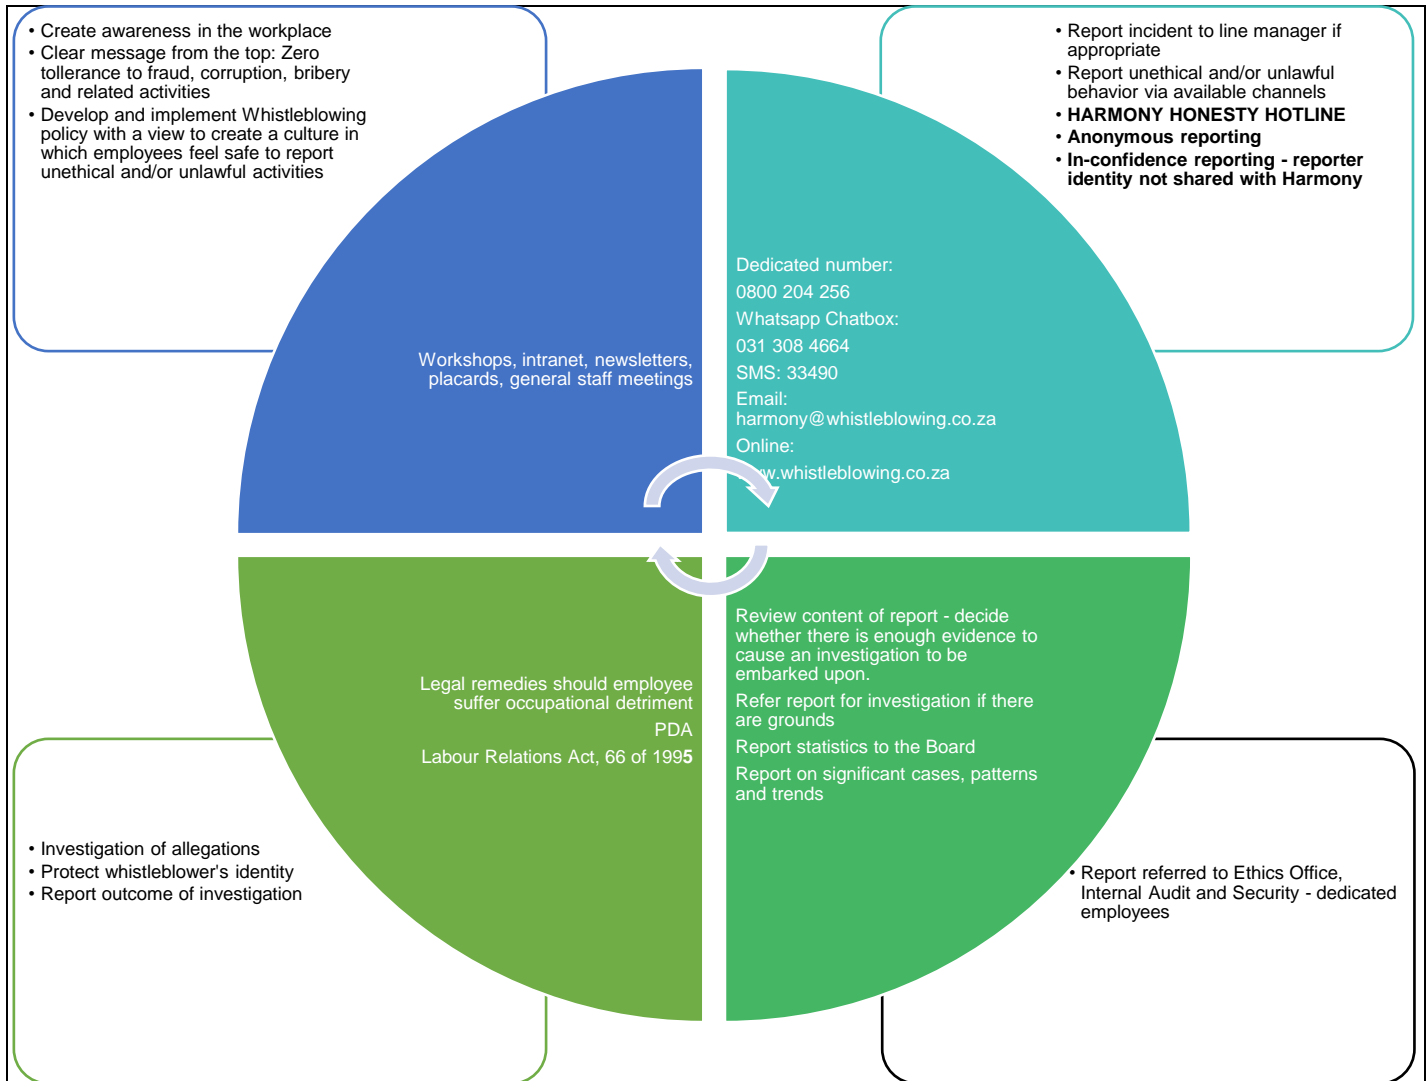 • Create awareness in the workplace
• Clear message from the top: Zero
tollerance to fraud, corruption, bribery
and related activities
• Develop and implement Whistleblowing
policy with a view to create a culture in
which employees feel safe to report
unethical and/or unlawful activities
• Report incident to line manager if
appropriate
• Report unethical and/or unlawful
behavior via available channels
• HARMONY HONESTY HOTLINE
• Anonymous reporting
• In-confidence reporting - reporter
identity not shared with Harmony
Workshops, intranet, newsletters,
placards, general staff meetings
Dedicated number:
0800 204 256
Whatsapp Chatbox:
031 308 4664
SMS: 33490
Email:
harmony@whistleblowing.co.za
Online:
www.whistleblowing.co.za
Legal remedies should employee
suffer occupational detriment
PDA
Labour Relations Act, 66 of 1995
Review content of report - decide
whether there is enough evidence to
cause an investigation to be
embarked upon.
Refer report for investigation if there
are grounds
Report statistics to the Board
Report on significant cases, patterns
and trends
• Investigation of allegations
• Protect whistleblower's identity
• Report outcome of investigation
• Report referred to Ethics Office,
Internal Audit and Security - dedicated
employees